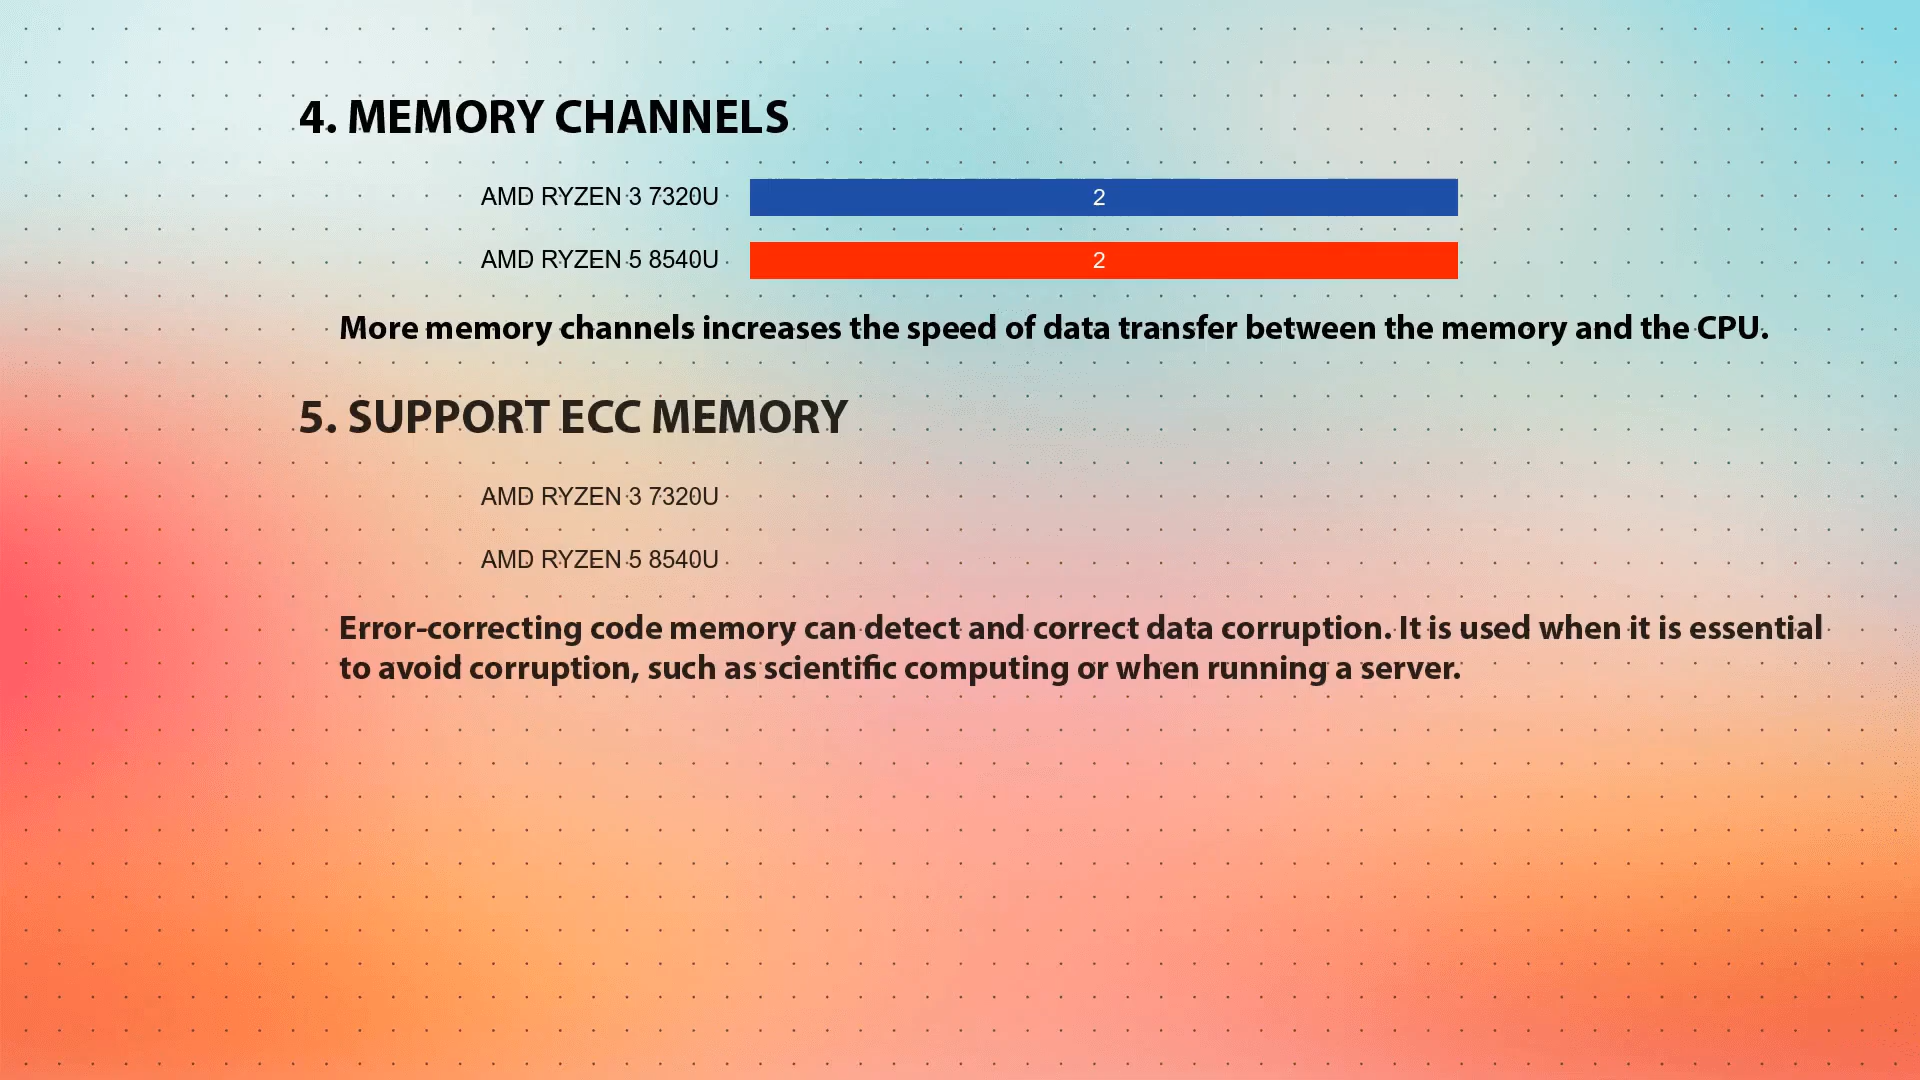 4. MEMORY CHANNELS
AMD RYZEN 3 7320U
2
AMD RYZEN 5 8540U
2
More memory channels increases the speed of data transfer between the memory and the CPU.
5. SUPPORT ECC MEMORY
AMD RYZEN 3 7320U
AMD RYZEN 5 8540U
Error-correcting code memory can detect and correct data corruption. It is used when it is essential
to avoid corruption, such as scientific computing or when running a server.